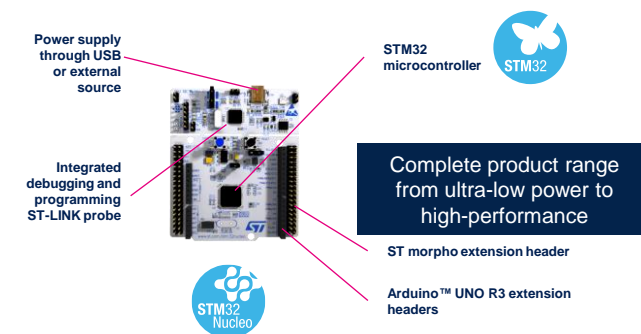 Power supply
through USB
or external
source
STM32
microcontroller
STM32
Integrated
debugging and
programming
ST-LINK probe
Complete product range
from ultra-low power to
high-performance
ST morpho extension header
Arduino™ UNO R3 extension
headers
STM32
Nucleo